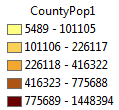 CountyPop1
5489 - 101105
101106 - 226117
226118 - 416322
416323 - 775688
775689 - 1448394